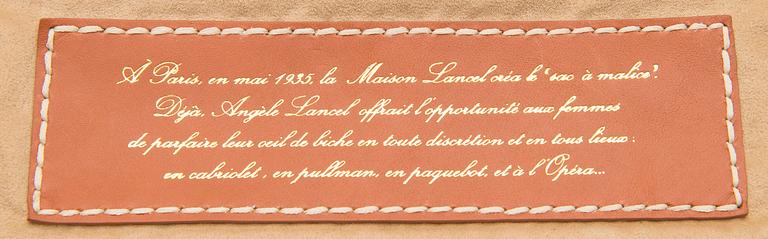 À Paris, en mai 1935, la Maison Lancel créa le "sac à malice".
Déjà, Angèle Lancel offrait l'opportunité aux femmes
de parfaire leur oeil de biche en toute discrétion et en tous lieux :
en cabriolet, en pullman, en paquebot, et à l'Opéra...